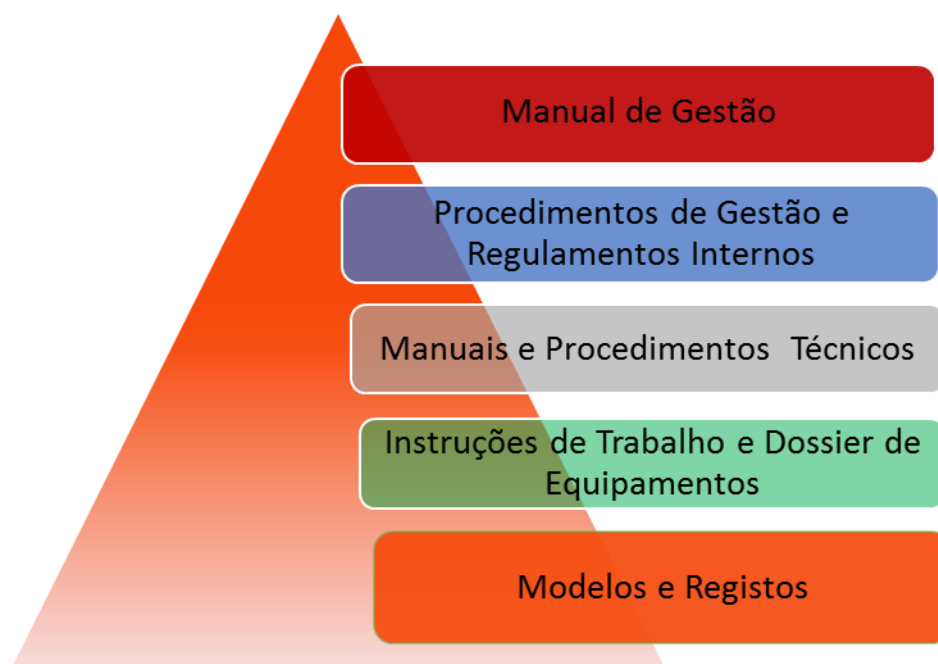 Manual de Gestão
Procedimentos de Gestão e
Regulamentos Internos
Manuais e Procedimentos Técnicos
Instruções de Trabalho e Dossier de
Equipamentos
Modelos e Registos